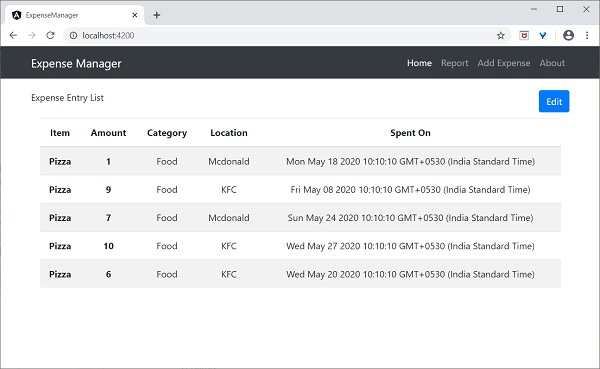 ExpenseManager
localhost:4200
Expense Manager Home Report Add Expense About
Expense Entry List Edit
Item Amount Category Location Spent On
Pizza 1 Food Mcdonald Mon May 18 2020 10:10:10 GMT+0530 (India Standard Time)
Pizza 9 Food KFC Fri May 08 2020 10:10:10 GMT+0530 (India Standard Time)
Pizza 7 Food Mcdonald Sun May 24 2020 10:10:10 GMT+0530 (India Standard Time)
Pizza 10 Food KFC Wed May 27 2020 10:10:10 GMT+0530 (India Standard Time)
Pizza 6 Food KFC Wed May 20 2020 10:10:10 GMT+0530 (India Standard Time)